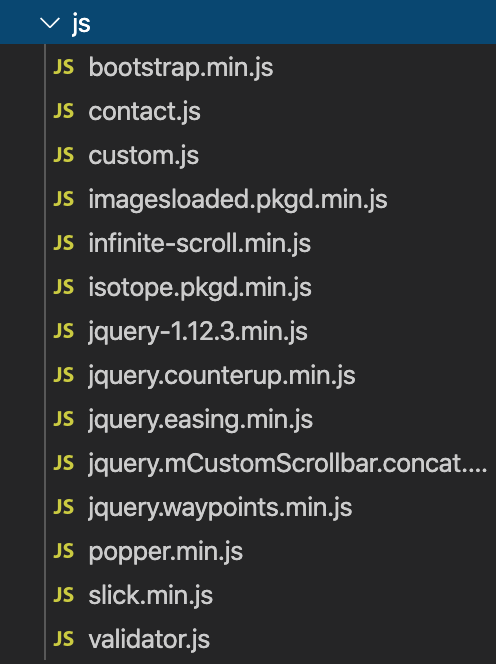 js
JS bootstrap.min.js
JS contact.js
JS custom.js
JS imagesloaded.pkgd.min.js
JS infinite-scroll.min.js
JS isotope.pkgd.min.js
JS jquery-1.12.3.min.js
JS jquery.counterup.min.js
JS jquery.easing.min.js
JS jquery.mCustomScrollbar.concat....
JS jquery.waypoints.min.js
JS popper.min.js
JS slick.min.js
JS validator.js